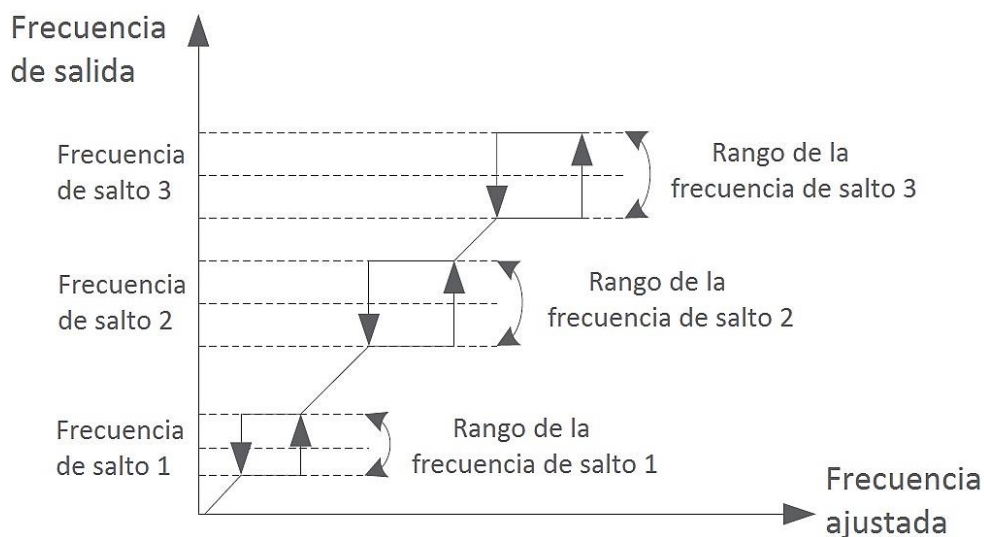 Frecuencia
de salida
Frecuencia
de salto 3
Rango de la
frecuencia de salto 3
Frecuencia
de salto 2
Rango de la
frecuencia de salto 2
Frecuencia
de salto 1
Rango de la
frecuencia de salto 1
Frecuencia
ajustada